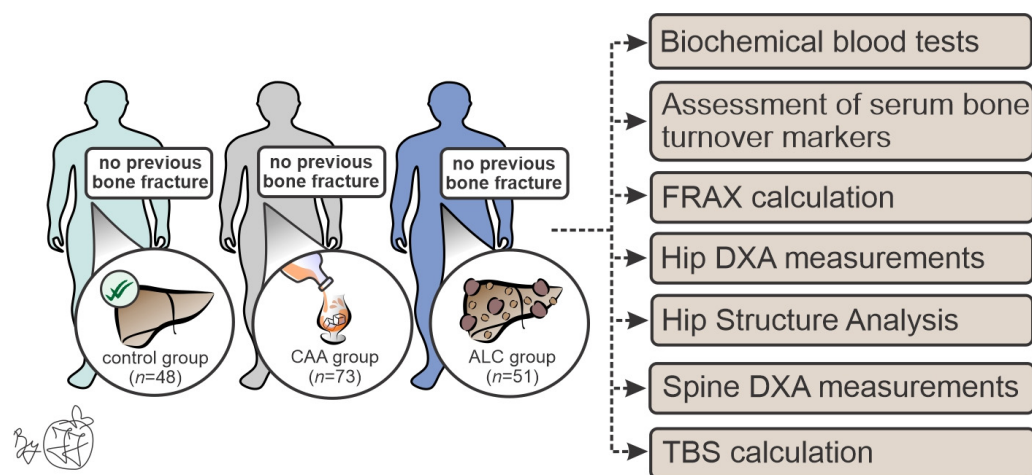 no previous
bone fracture
control group
(n=48)
no previous
bone fracture
CAA group
(n=73)
no previous
bone fracture
ALC group
(n=51)
Biochemical blood tests
Assessment of serum bone
turnover markers
FRAX calculation
Hip DXA measurements
Hip Structure Analysis
Spine DXA measurements
TBS calculation
By